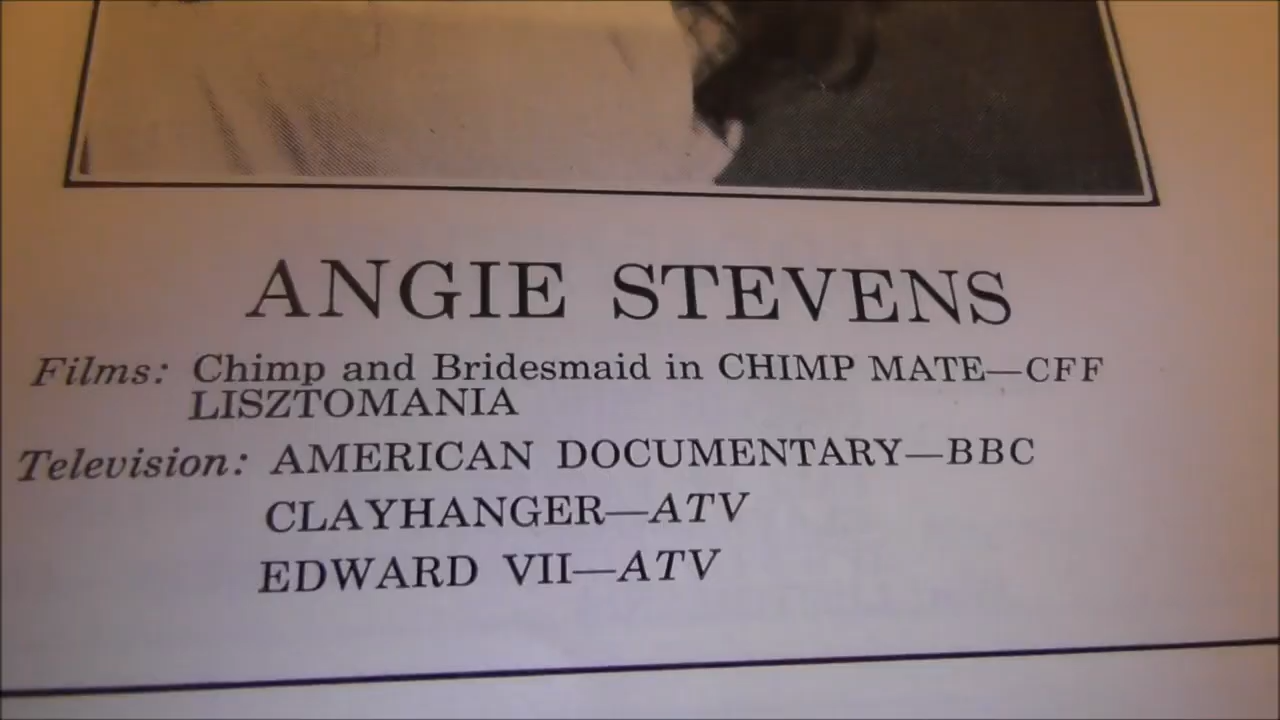 ANGIE STEVENS
Films: Chimp and Bridesmaid in CHIMP MATE—CFF
LISZTOMANIA
Television: AMERICAN DOCUMENTARY—BBC
CLAYHANGER—ATV
EDWARD VII—ATV